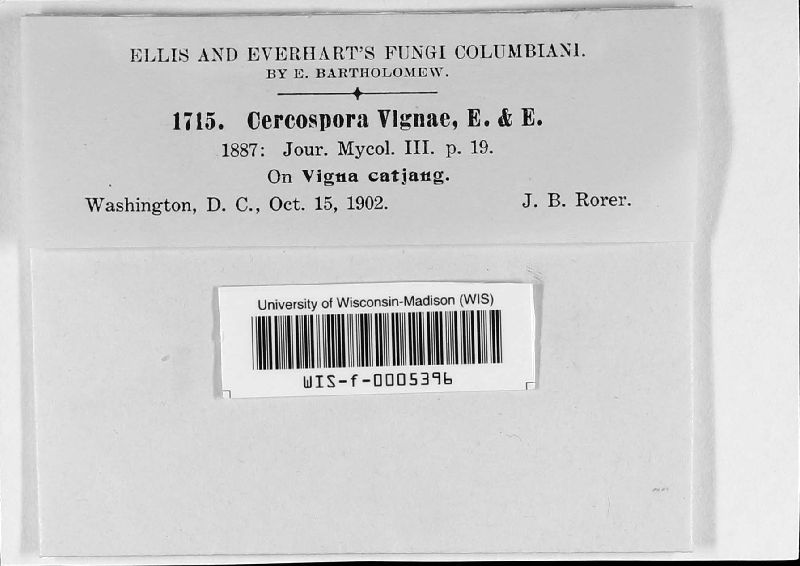 ELLIS AND EVERHART'S FUNGI COLUMBIANI.
BY E. BARTHOLOMEW.
1715. Cercospora Vignae, E. & E.
1887: Jour. Mycol. III. p. 19.
On Vigna catjang.
Washington, D. C., Oct. 15, 1902. J. B. Rorer.
University of Wisconsin-Madison (WIS)
WIS-f-0005396